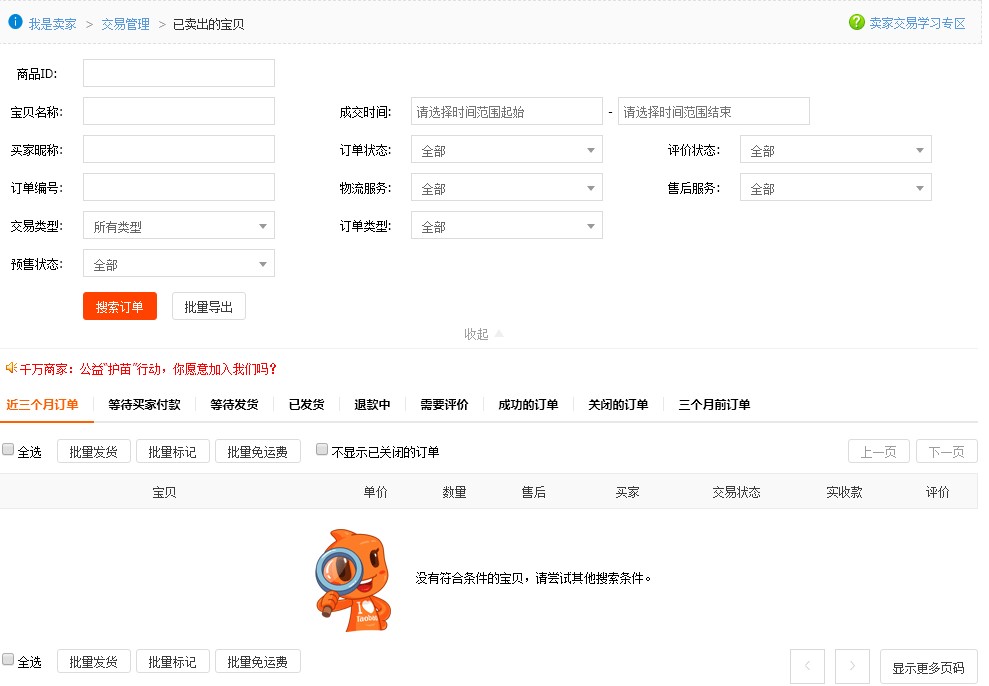 我是卖家 > 交易管理 > 已卖出的宝贝 卖家交易学习专区
商品ID:
宝贝名称: 成交时间: 请选择时间范围起始 - 请选择时间范围结束
买家昵称: 订单状态: 全部 评价状态: 全部
订单编号: 物流服务: 全部 售后服务: 全部
交易类型: 所有类型 订单类型: 全部
预售状态: 全部
搜索订单 批量导出
收起
千万商家：公益“护苗”行动，你愿意加入我们吗?
近三个月订单 等待买家付款 等待发货 已发货 退款中 需要评价 成功的订单 关闭的订单 三个月前订单
全选 批量发货 批量标记 批量免运费 不显示已关闭的订单 上一页 下一页
宝贝 单价 数量 售后 买家 交易状态 实收款 评价
没有符合条件的宝贝，请尝试其他搜索条件。
I
Taobao
全选 批量发货 批量标记 批量免运费 < > 显示更多页码